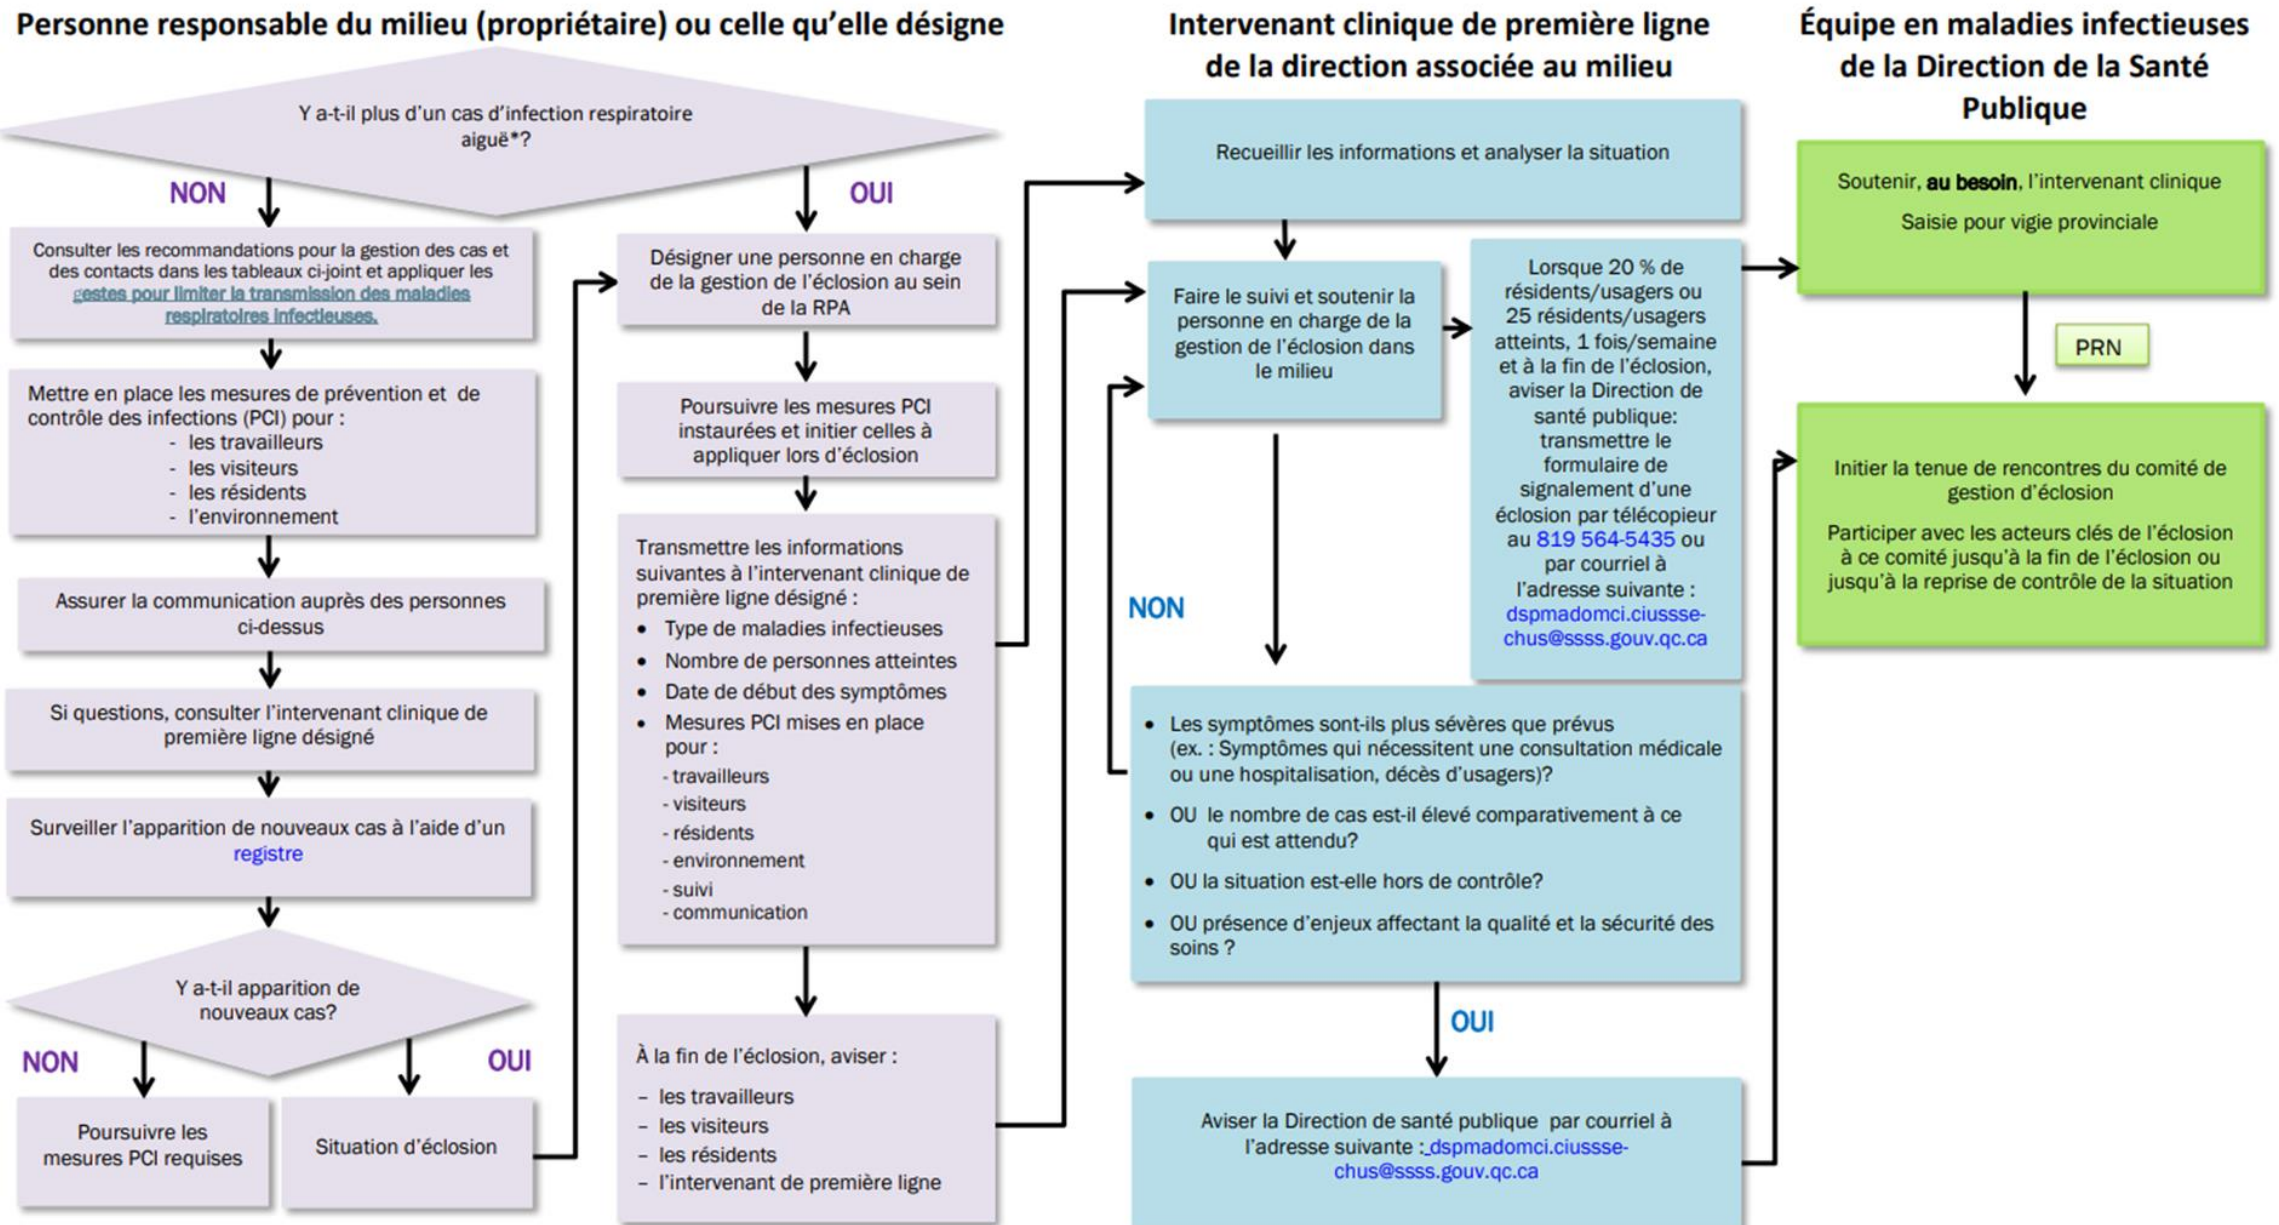 Personne responsable du milieu (propriétaire) ou celle qu’elle désigne
Y a-t-il plus d’un cas d’infection respiratoire
aiguë*?
NON
OUI
Consulter les recommandations pour la gestion des cas et
des contacts dans les tableaux ci-joint et appliquer les
gestes pour limiter la transmission des maladies
respiratoires infectieuses.
Mettre en place les mesures de prévention et de
contrôle des infections (PCI) pour :
- les travailleurs
- les visiteurs
- les résidents
- l’environnement
Assurer la communication auprès des personnes
ci-dessus
Si questions, consulter l’intervenant clinique de
première ligne désigné
Surveiller l’apparition de nouveaux cas à l’aide d’un
registre
Y a-t-il apparition de
nouveaux cas?
NON
OUI
Poursuivre les
mesures PCI requises
Situation d’éclosion
Désigner une personne en charge
de la gestion de l’éclosion au sein
de la RPA
Poursuivre les mesures PCI
instaurées et initier celles à
appliquer lors d’éclosion
Transmettre les informations
suivantes à l’intervenant clinique de
première ligne désigné :
• Type de maladies infectieuses
• Nombre de personnes atteintes
• Date de début des symptômes
• Mesures PCI mises en place
pour :
- travailleurs
- visiteurs
- résidents
- environnement
- suivi
- communication
À la fin de l’éclosion, aviser :
– les travailleurs
– les visiteurs
– les résidents
– l’intervenant de première ligne
Intervenant clinique de première ligne
de la direction associée au milieu
Recueillir les informations et analyser la situation
Faire le suivi et soutenir la
personne en charge de la
gestion de l’éclosion dans
le milieu
Lorsque 20 % de
résidents/usagers ou
25 résidents/usagers
atteints, 1 fois/semaine
et à la fin de l’éclosion,
aviser la Direction de
santé publique:
transmettre le
formulaire de
signalement d’une
éclosion par télécopieur
au 819 564-5435 ou
par courriel à
l’adresse suivante :
dspmadomci.ciussse-
chus@ssss.gouv.qc.ca
NON
• Les symptômes sont-ils plus sévères que prévus
(ex. : Symptômes qui nécessitent une consultation médicale
ou une hospitalisation, décès d’usagers)?
• OU le nombre de cas est-il élevé comparativement à ce
qui est attendu?
• OU la situation est-elle hors de contrôle?
• OU présence d’enjeux affectant la qualité et la sécurité des
soins ?
OUI
Aviser la Direction de santé publique par courriel à
l’adresse suivante : dspmadomci.ciussse-
chus@ssss.gouv.qc.ca
Équipe en maladies infectieuses
de la Direction de la Santé
Publique
Soutenir, au besoin, l’intervenant clinique
Saisie pour vigie provinciale
PRN
Initier la tenue de rencontres du comité de
gestion d’éclosion
Participer avec les acteurs clés de l’éclosion
à ce comité jusqu’à la fin de l’éclosion ou
jusqu’à la reprise de contrôle de la situation